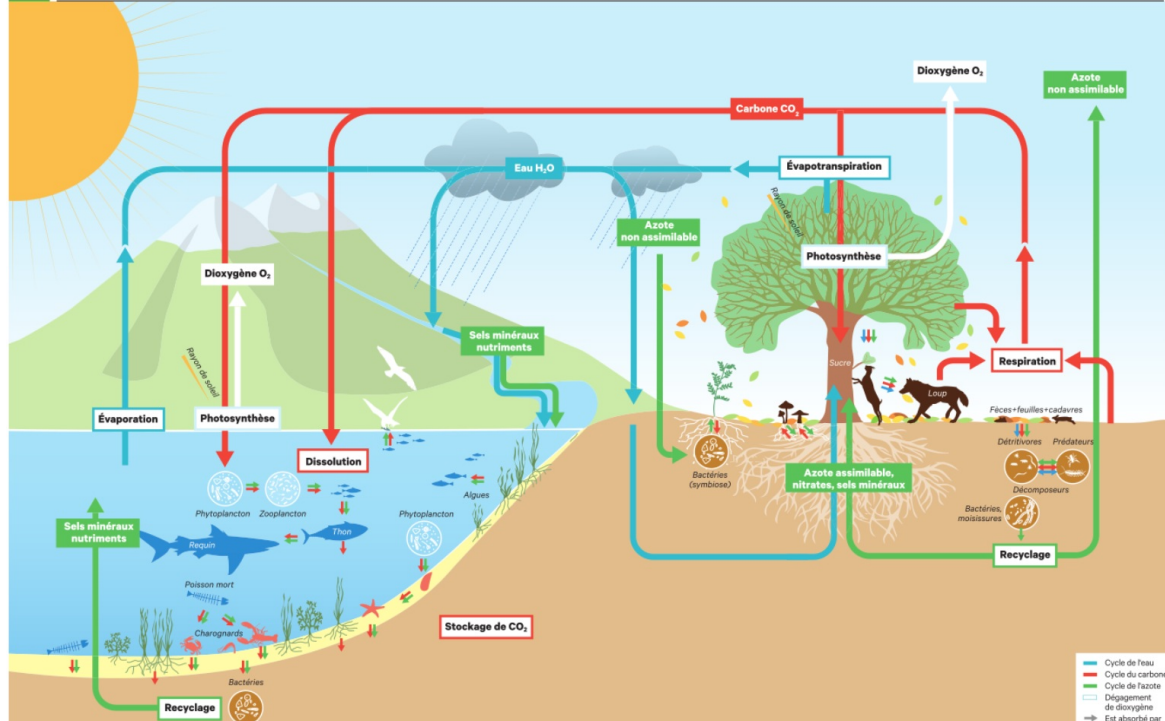 Dioxygène O₂
Azote
non assimilable
Carbone CO₂
Eau H₂O
Évapotranspiration
Rayon de soleil
Azote
non assimilable
Photosynthèse
Dioxygène O₂
Sels minéraux
nutriments
Rayon de soleil
Sucre
Respiration
Loup
Évaporation
Photosynthèse
Fèces+feuilles+cadavres
Dissolution
Détritivores
Prédateurs
Bactéries
(symbiose)
Azote assimilable,
nitrates, sels minéraux
Décomposeurs
Algues
Phytoplancton
Zooplancton
Phytoplancton
Bactéries,
moisissures
Sels minéraux
nutriments
Thon
Requin
Recyclage
Poisson mort
Stockage de CO₂
Charognards
Bactéries
Recyclage
Cycle de l'eau
Cycle du carbone
Cycle de l'azote
Dégagement
de dioxygène
Est absorbé par